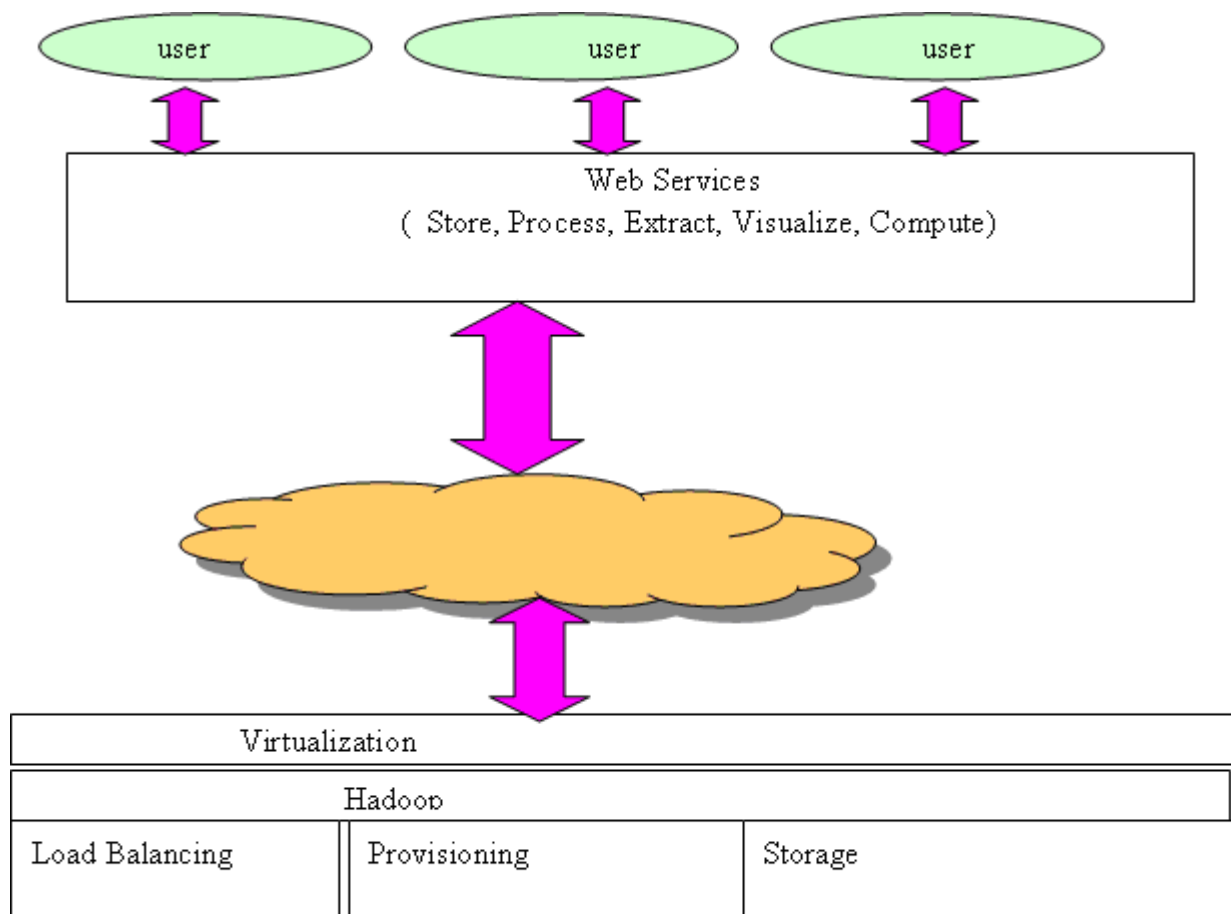 user
user
user
Web Services
( Store, Process, Extract, Visualize, Compute)
Virtualization
Hadoop
Load Balancing
Provisioning
Storage